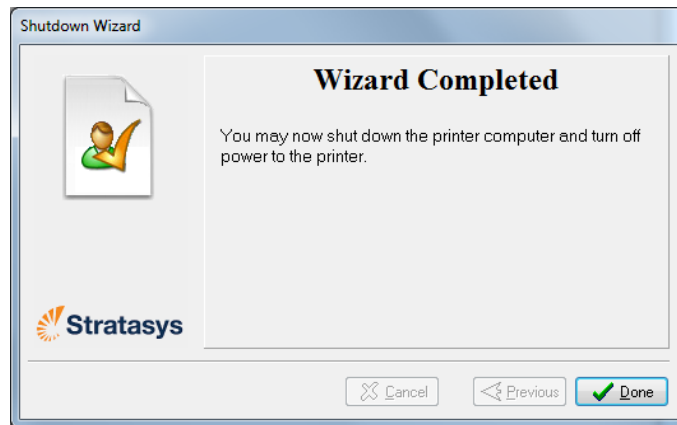 Shutdown Wizard
Wizard Completed
You may now shut down the printer computer and turn off
power to the printer.
Stratasys
Cancel
Previous
Done